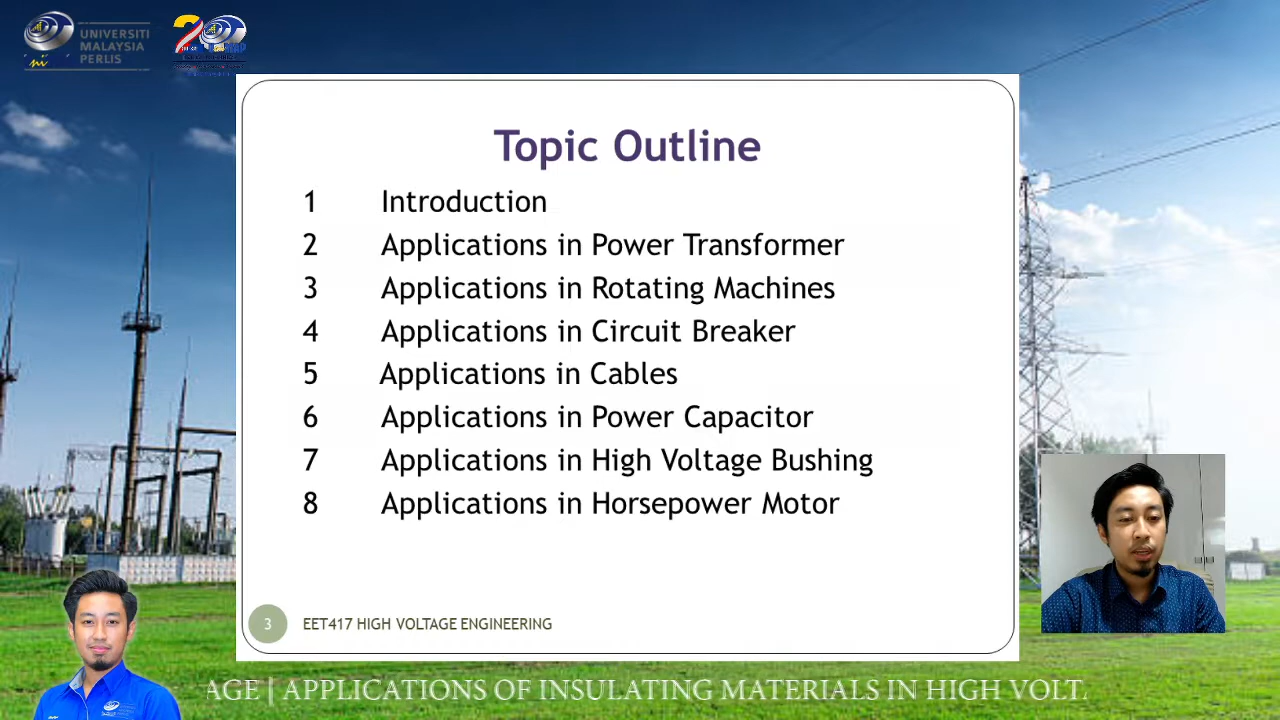 UNIVERSITI
MALAYSIA
PERLIS
Topic Outline
1 Introduction
2 Applications in Power Transformer
3 Applications in Rotating Machines
4 Applications in Circuit Breaker
5 Applications in Cables
6 Applications in Power Capacitor
7 Applications in High Voltage Bushing
8 Applications in Horsepower Motor
3 EET417 HIGH VOLTAGE ENGINEERING
AGE | APPLICATIONS OF INSULATING MATERIALS IN HIGH VOLT